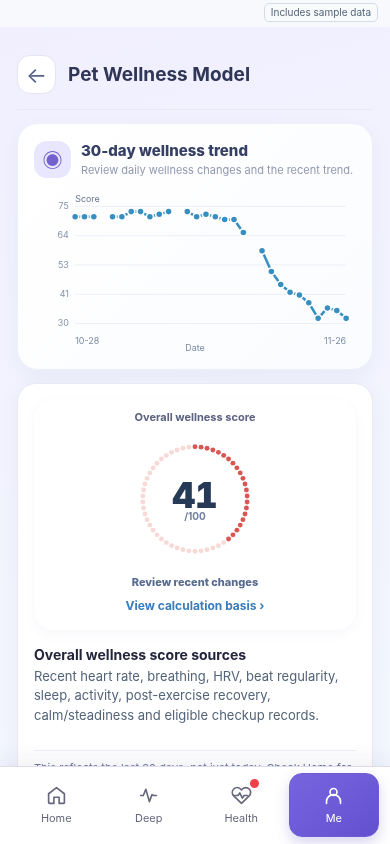 Includes sample data
Pet Wellness Model
30-day wellness trend
Review daily wellness changes and the recent trend.
Score
75
64
53
41
30
10-28
11-26
Date
Overall wellness score
41
/100
Review recent changes
View calculation basis ›
Overall wellness score sources
Recent heart rate, breathing, HRV, beat regularity,
sleep, activity, post-exercise recovery,
calm/steadiness and eligible checkup records.
Home
Deep
Health
Me